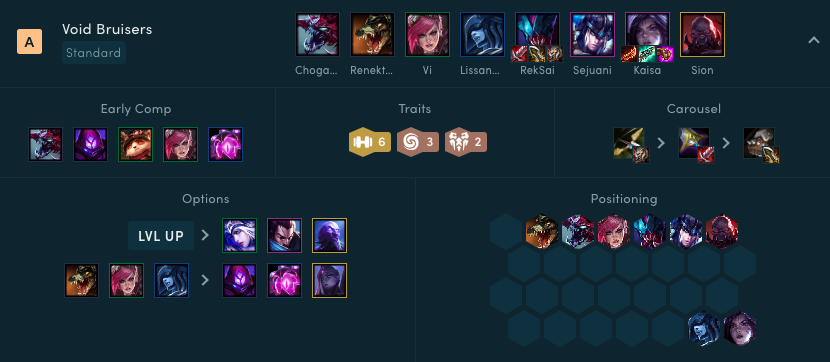 A
Void Bruisers
Standard
Choga...
Renekt...
Vi
Lissan...
RekSai
Sejuani
Kaisa
Sion
Early Comp
Traits
Carousel
6
3
2
Options
Positioning
LVL UP